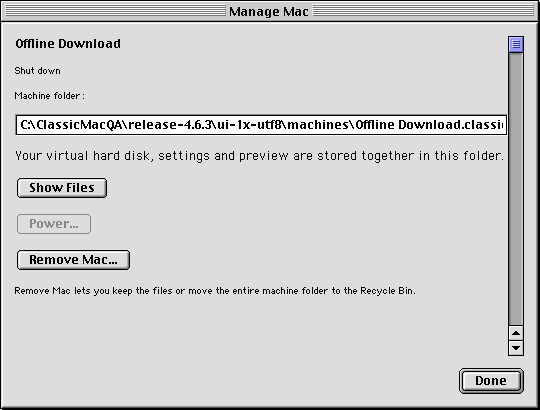 Manage Mac
Offline Download
Shut down
Machine folder:
C:\ClassicMacQA\release-4.6.3\ui-1x-utf8\machines\Offline Download.classi
Your virtual hard disk, settings and preview are stored together in this folder.
Show Files
Power...
Remove Mac...
Remove Mac lets you keep the files or move the entire machine folder to the Recycle Bin.
Done